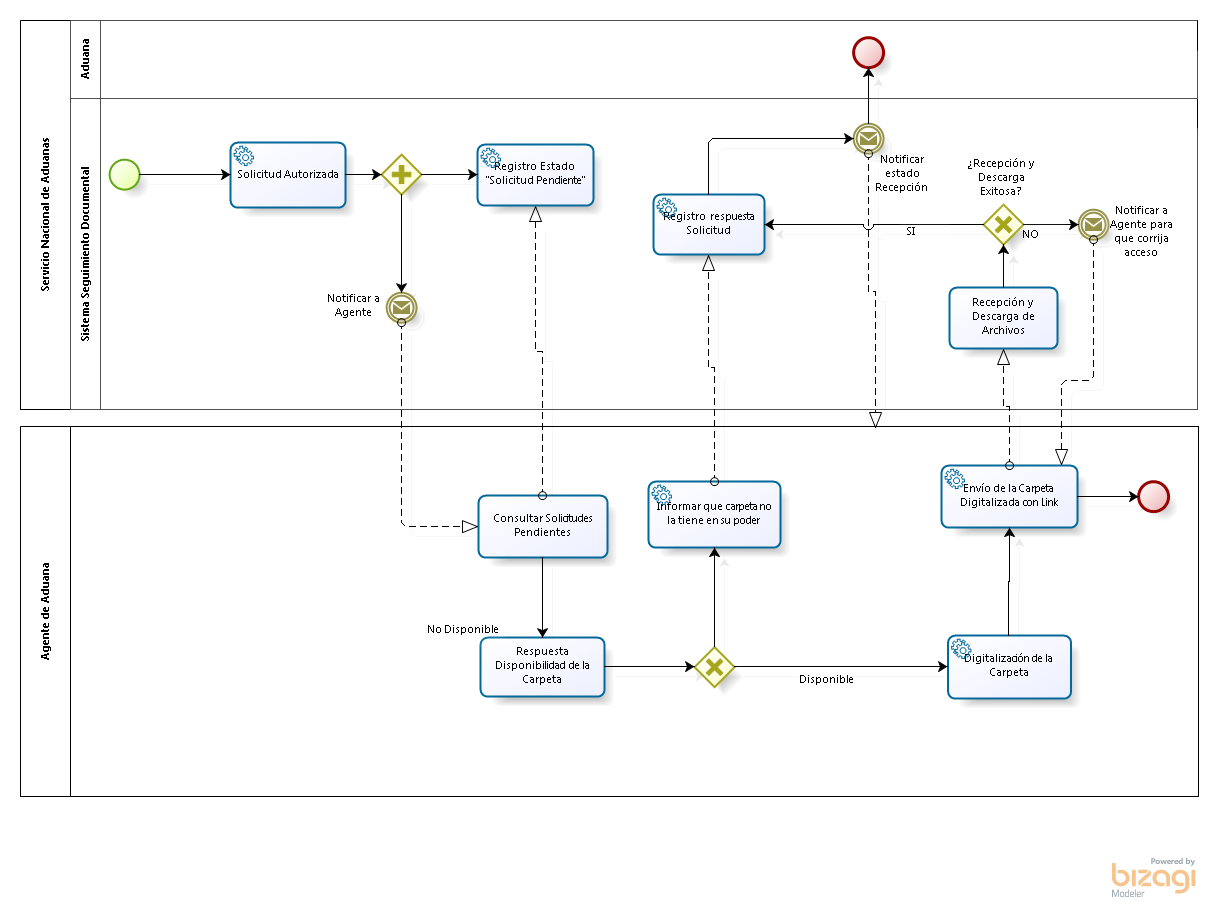 Servicio Nacional de Aduanas
Aduana
Sistema Seguimiento Documental
Solicitud Autorizada
Registro Estado
"Solicitud Pendiente"
Notificar a
Agente
Registro respuesta
Solicitud
Notificar
estado
Recepción
¿Recepción y
Descarga
Exitosa?
SI
NO
Notificar a
Agente para
que corrija
acceso
Recepción y
Descarga de
Archivos
Agente de Aduana
Consultar Solicitudes
Pendientes
No Disponible
Respuesta
Disponibilidad de la
Carpeta
Informar que carpeta no
la tiene en su poder
Disponible
Envío de la Carpeta
Digitalizada con Link
Digitalización de la
Carpeta
Powered by
bizagi
Modeler